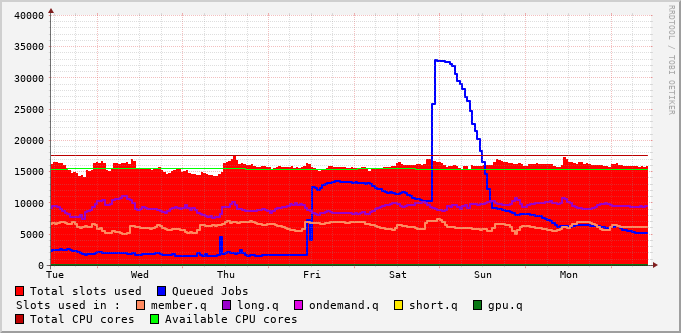 40000
35000
30000
25000
20000
15000
10000
5000
0
Tue Wed Thu Fri Sat Sun Mon
RRDTOOL / TOBI OETIKER
Total slots used Queued Jobs
Slots used in : member.q long.q ondemand.q short.q gpu.q
Total CPU cores Available CPU cores